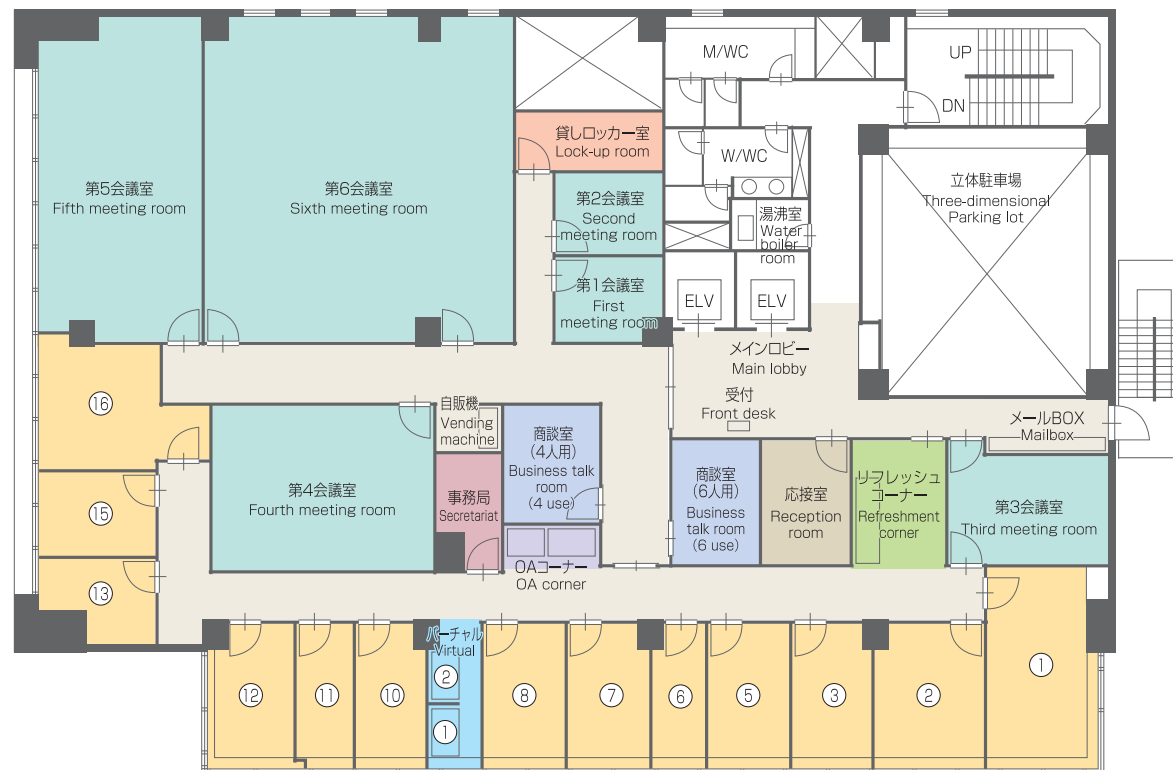 M/WC
UP
DN
貸しロッカー室
Lock-up room
W/WC
第5会議室
Fifth meeting room
第6会議室
Sixth meeting room
第2会議室
Second
meeting room
湯沸室
Water
boiler
room
立体駐車場
Three-dimensional
Parking lot
第1会議室
First
meeting room
ELV
ELV
メインロビー
Main lobby
受付
Front desk
メールBOX
Mailbox
⑯
自販機
Vending
machine
商談室
(4人用)
Business talk
room
(4 use)
第4会議室
Fourth meeting room
事務局
Secretariat
商談室
(6人用)
Business
talk room
(6 use)
応接室
Reception
room
リフレッシュ
コーナー
Refreshment
corner
第3会議室
Third meeting room
⑮
⑬
OAコーナー
OA corner
バーチャル
Virtual
②
①
⑫
⑪
⑩
⑧
⑦
⑥
⑤
③
②
①